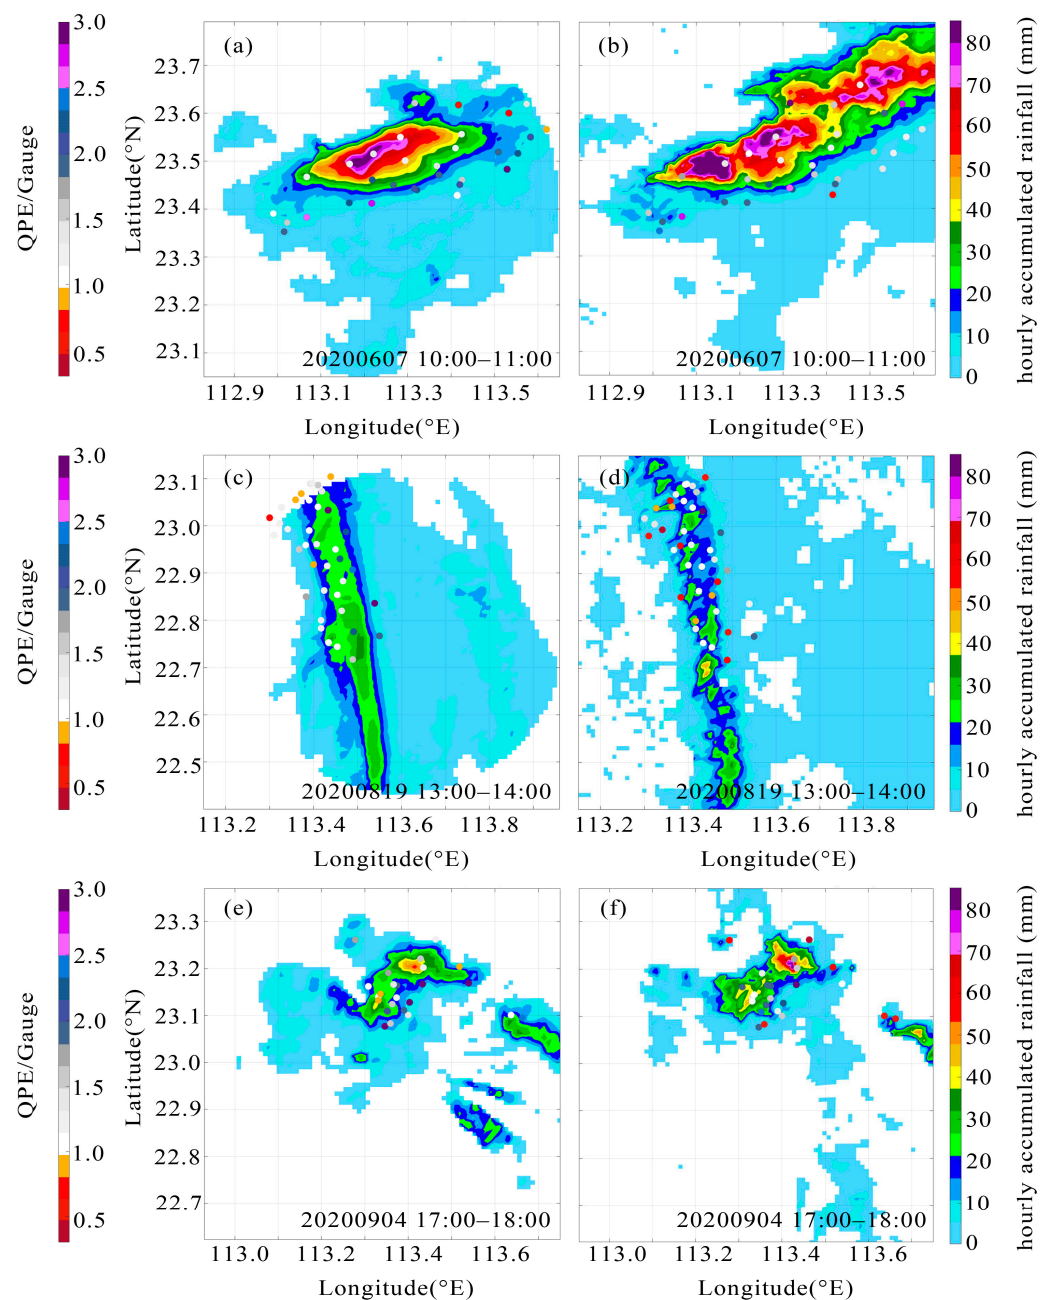 3.0
2.5
2.0
1.5
1.0
0.5
QPE/Gauge
23.7
23.6
23.5
23.4
23.3
23.2
23.1
Latitude(°N)
(a)
20200607 10:00–11:00
112.9 113.1 113.3 113.5
Longitude(°E)
(b)
20200607 10:00–11:00
112.9 113.1 113.3 113.5
Longitude(°E)
80
70
60
50
40
30
20
10
0
hourly accumulated rainfall (mm)
3.0
2.5
2.0
1.5
1.0
0.5
QPE/Gauge
23.1
23.0
22.9
22.8
22.7
22.6
22.5
Latitude(°N)
(c)
20200819 13:00–14:00
113.2 113.4 113.6 113.8
Longitude(°E)
(d)
20200819 13:00–14:00
113.2 113.4 113.6 113.8
Longitude(°E)
80
70
60
50
40
30
20
10
0
hourly accumulated rainfall (mm)
3.0
2.5
2.0
1.5
1.0
0.5
QPE/Gauge
23.3
23.2
23.1
23.0
22.9
22.8
22.7
Latitude(°N)
(e)
20200904 17:00–18:00
113.0 113.2 113.4 113.6
Longitude(°E)
(f)
20200904 17:00–18:00
113.0 113.2 113.4 113.6
Longitude(°E)
80
70
60
50
40
30
20
10
0
hourly accumulated rainfall (mm)